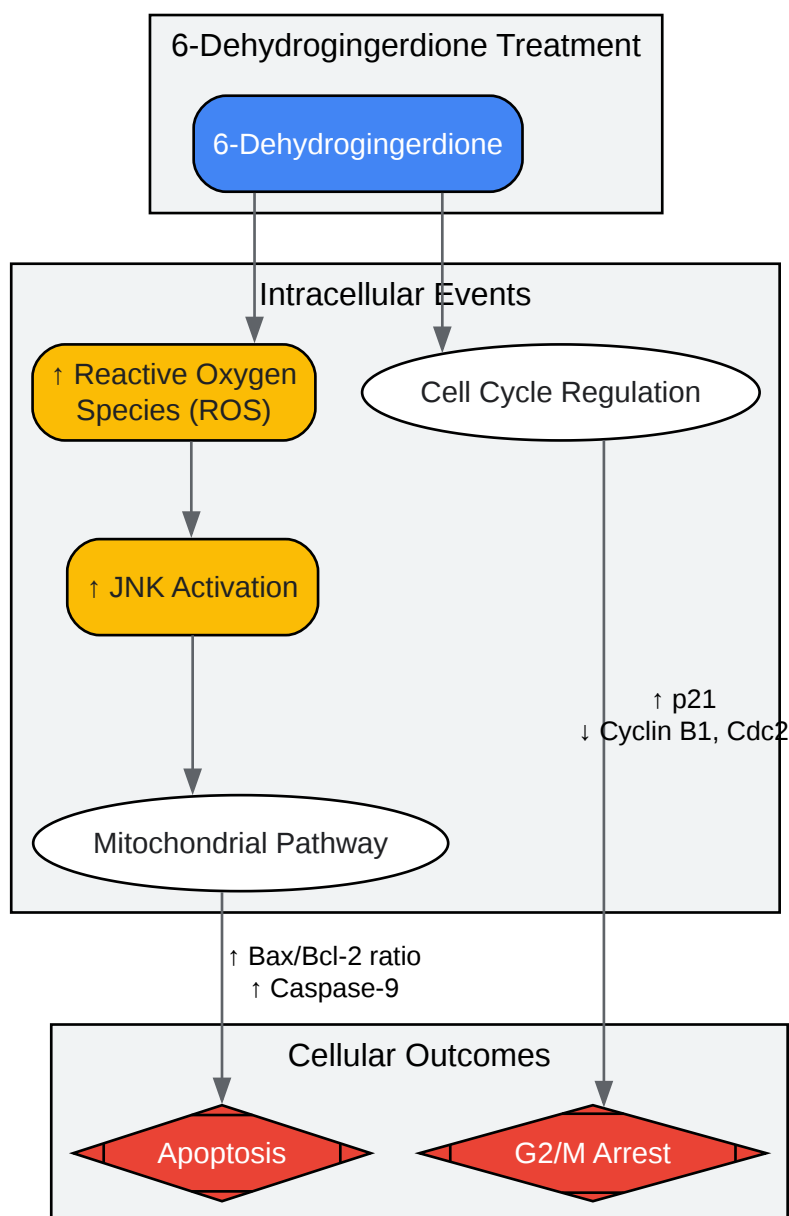 6-Dehydrogingerdione Treatment
6-Dehydrogingerdione
Intracellular Events
↑ Reactive Oxygen
Species (ROS)
Cell Cycle Regulation
↑ JNK Activation
↑ p21
↓ Cyclin B1, Cdc2
Mitochondrial Pathway
↑ Bax/Bcl-2 ratio
↑ Caspase-9
Cellular Outcomes
Apoptosis
G2/M Arrest